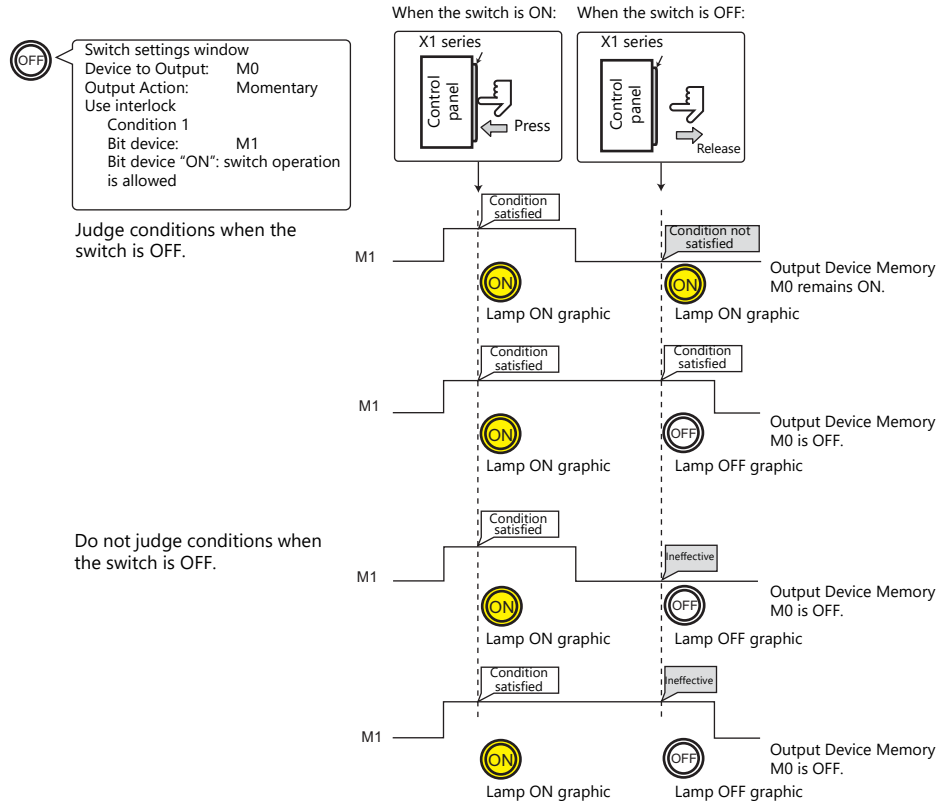 When the switch is ON:
When the switch is OFF:
OFF
Switch settings window
Device to Output: M0
Output Action: Momentary
Use interlock
Condition 1
Bit device: M1
Bit device “ON”: switch operation
is allowed
X1 series
Control
panel
Press
X1 series
Control
panel
Release
Judge conditions when the
switch is OFF.
Condition
satisfied
Condition not
satisfied
M1
ON
ON
Output Device Memory
M0 remains ON.
Lamp ON graphic
Lamp ON graphic
Condition
satisfied
Condition
satisfied
M1
ON
OFF
Output Device Memory
M0 is OFF.
Lamp ON graphic
Lamp OFF graphic
Do not judge conditions when
the switch is OFF.
Condition
satisfied
Ineffective
M1
ON
OFF
Output Device Memory
M0 is OFF.
Lamp ON graphic
Lamp OFF graphic
Condition
satisfied
Ineffective
M1
ON
OFF
Output Device Memory
M0 is OFF.
Lamp ON graphic
Lamp OFF graphic